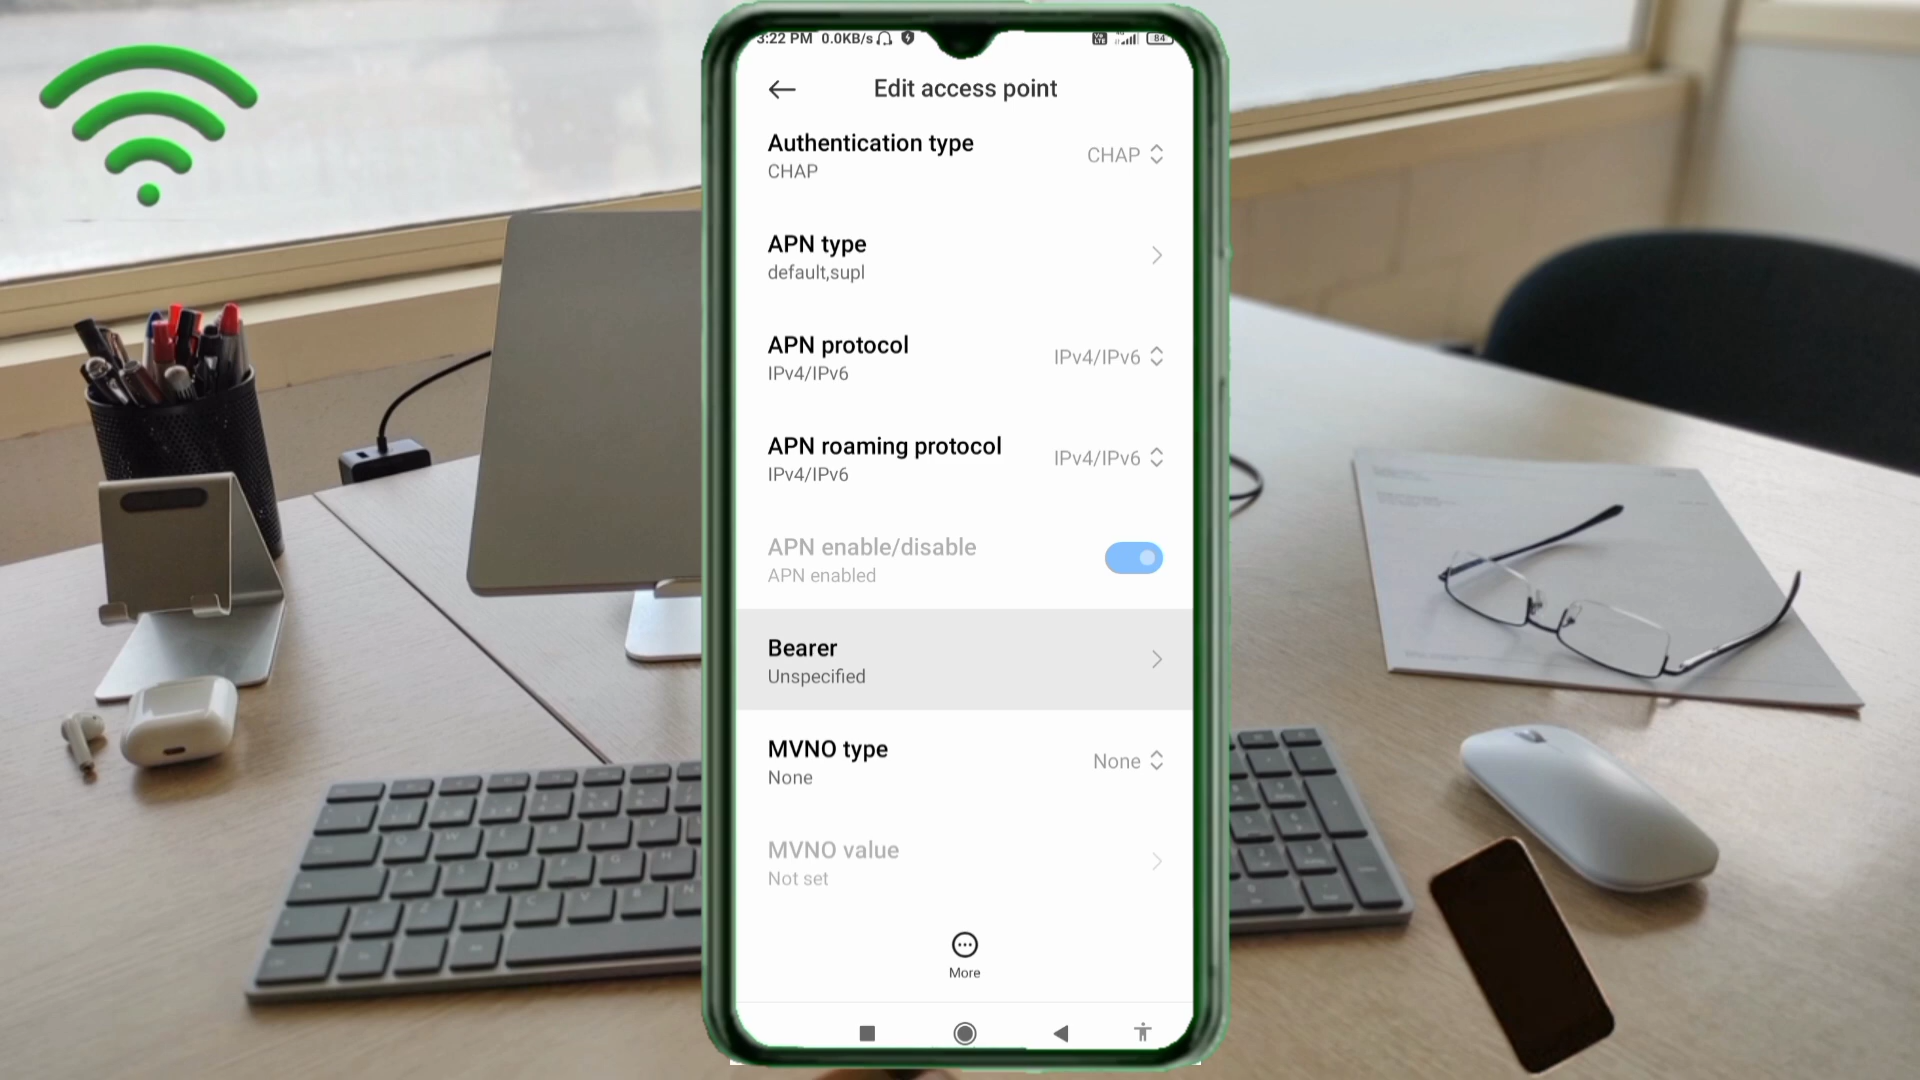 3:22 PM 0.0KB/s 84
Edit access point
Authentication type
CHAP
CHAP
APN type
default,supl
APN protocol
IPv4/IPv6
IPv4/IPv6
APN roaming protocol
IPv4/IPv6
IPv4/IPv6
APN enable/disable
APN enabled
Bearer
Unspecified
MVNO type
None
None
MVNO value
Not set
More